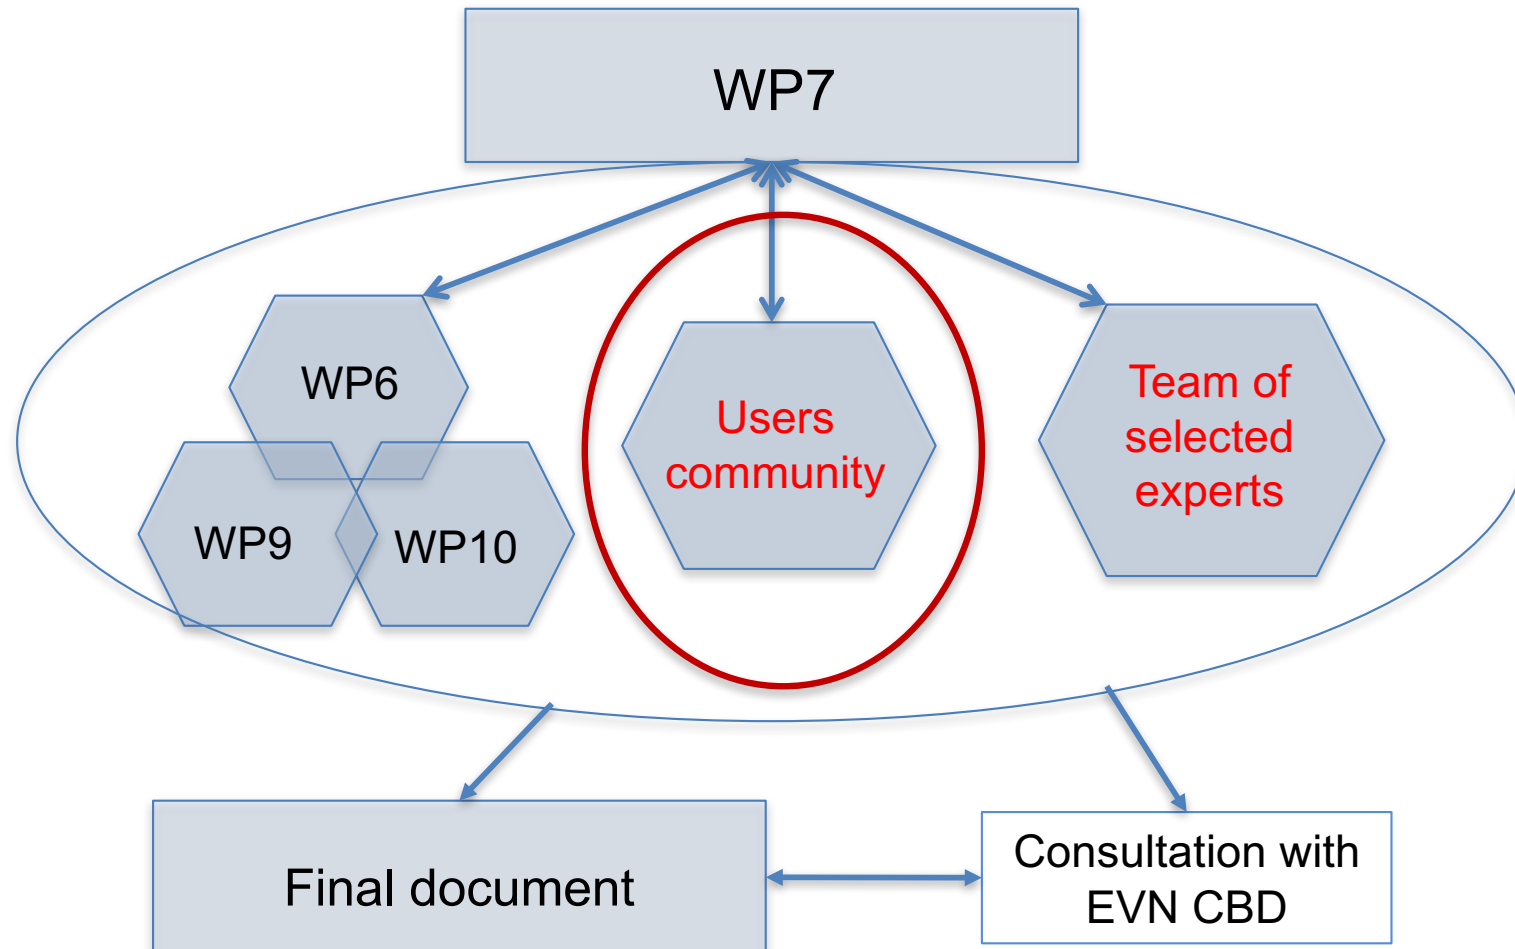 WP7
WP6
WP9
WP10
Users
community
Team of
selected
experts
Final document
Consultation with
EVN CBD